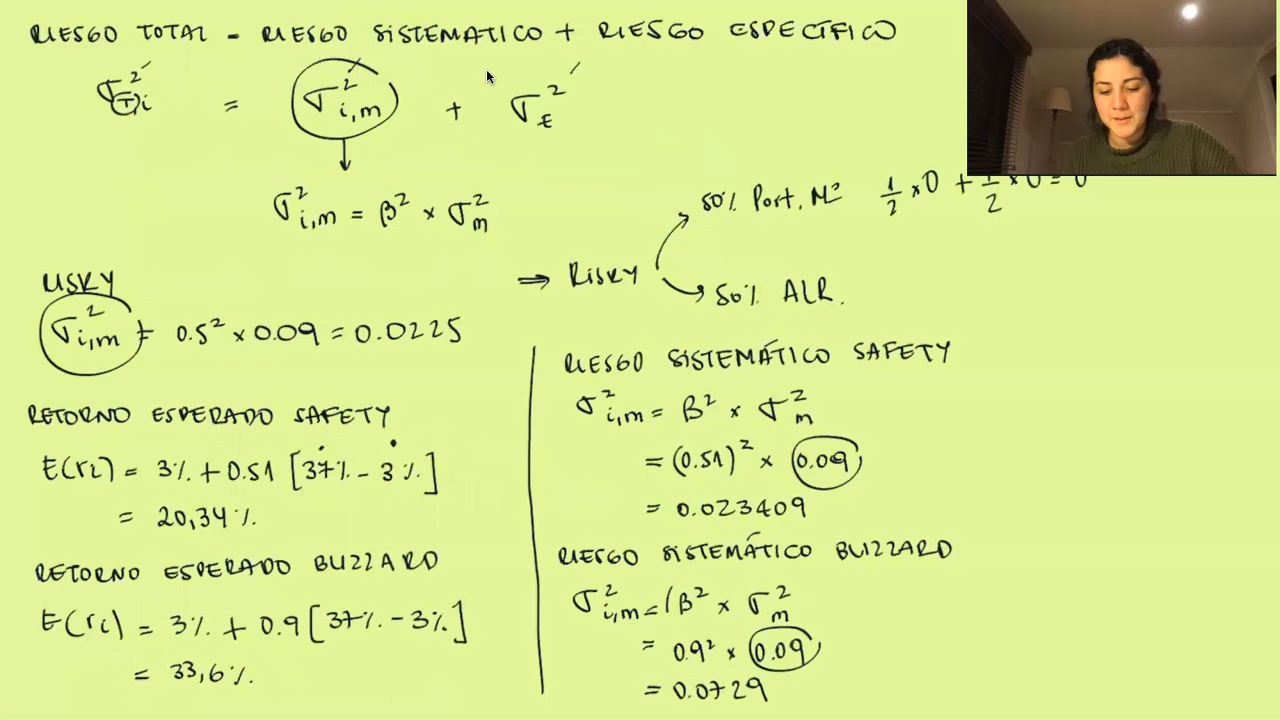 RIESGO TOTAL = RIESGO SISTEMATICO + RIESGO ESPECÍFICO
σ²Ti = σ²i,m + σε²
σ²i,m = β² × σ²m
50% Port. M² 1/2 × 0 + 1/2 × 0 = 0
⇒ RISKY
50% ALR.
USKY
σ²i,m = 0.5² × 0.09 = 0.0225
RETORNO ESPERADO SAFETY
E(ri) = 3% + 0.51 [37% - 3%]
= 20,34%.
RETORNO ESPERADO BLIZZARD
E(ri) = 3% + 0.9 [37% - 3%]
= 33,6%.
RIESGO SISTEMÁTICO SAFETY
σ²i,m = β² × σ²m
= (0.51)² × 0.09
= 0.023409
RIESGO SISTEMÁTICO BLIZZARD
σ²i,m = β² × σ²m
= 0.9² × 0.09
= 0.0729